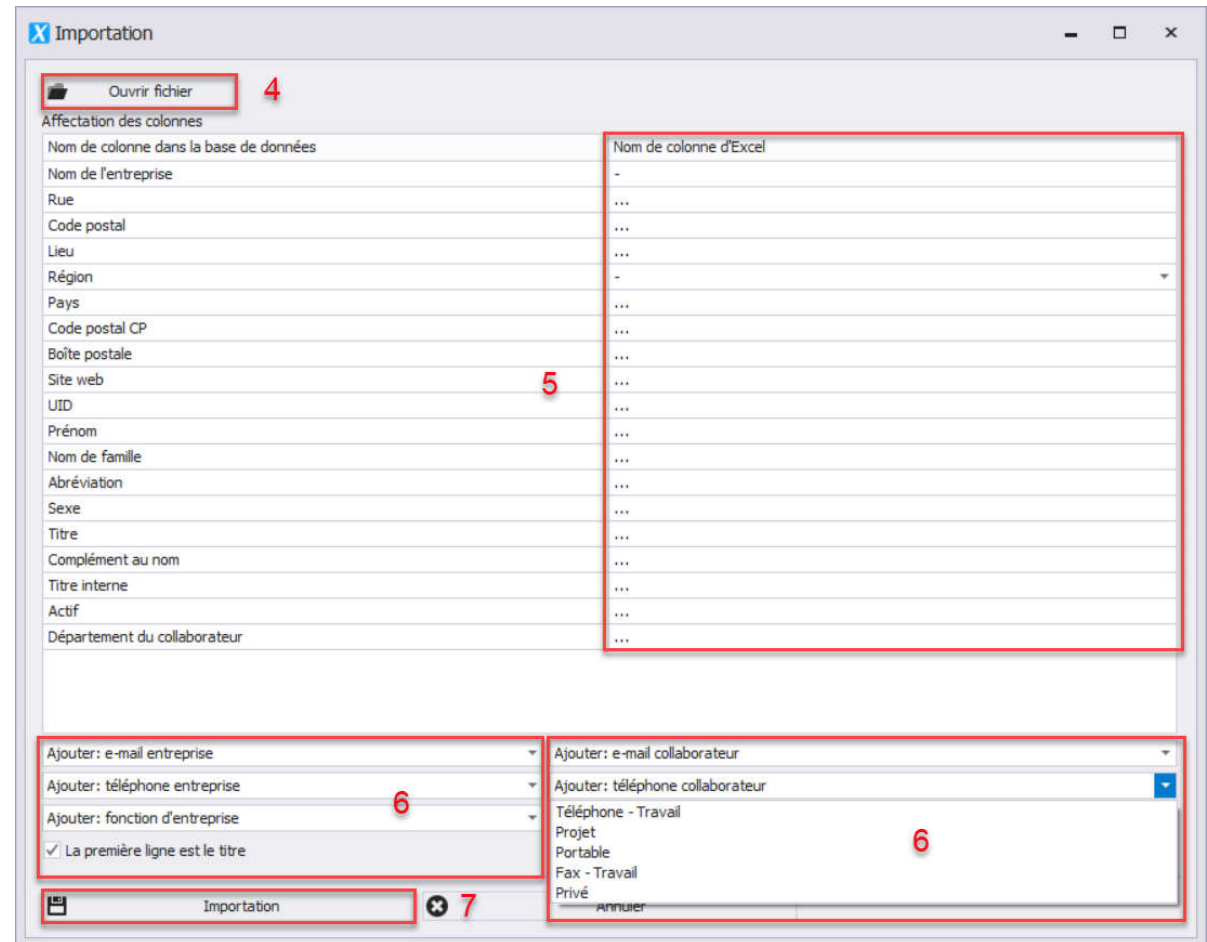 X Importation
Ouvrir fichier 4
Affectation des colonnes
Nom de colonne dans la base de données Nom de colonne d'Excel
Nom de l'entreprise -
Rue ...
Code postal ...
Lieu ...
Région -
Pays ...
Code postal CP ...
Boîte postale ...
Site web ...
5
UID ...
Prénom ...
Nom de famille ...
Abréviation ...
Sexe ...
Titre ...
Complément au nom ...
Titre interne ...
Actif ...
Département du collaborateur ...
Ajouter: e-mail entreprise Ajouter: e-mail collaborateur
Ajouter: téléphone entreprise Ajouter: téléphone collaborateur
6
Ajouter: fonction d'entreprise Téléphone - Travail
Projet
La première ligne est le titre Portable 6
Fax - Travail
Privé
Importation 7 Annuler